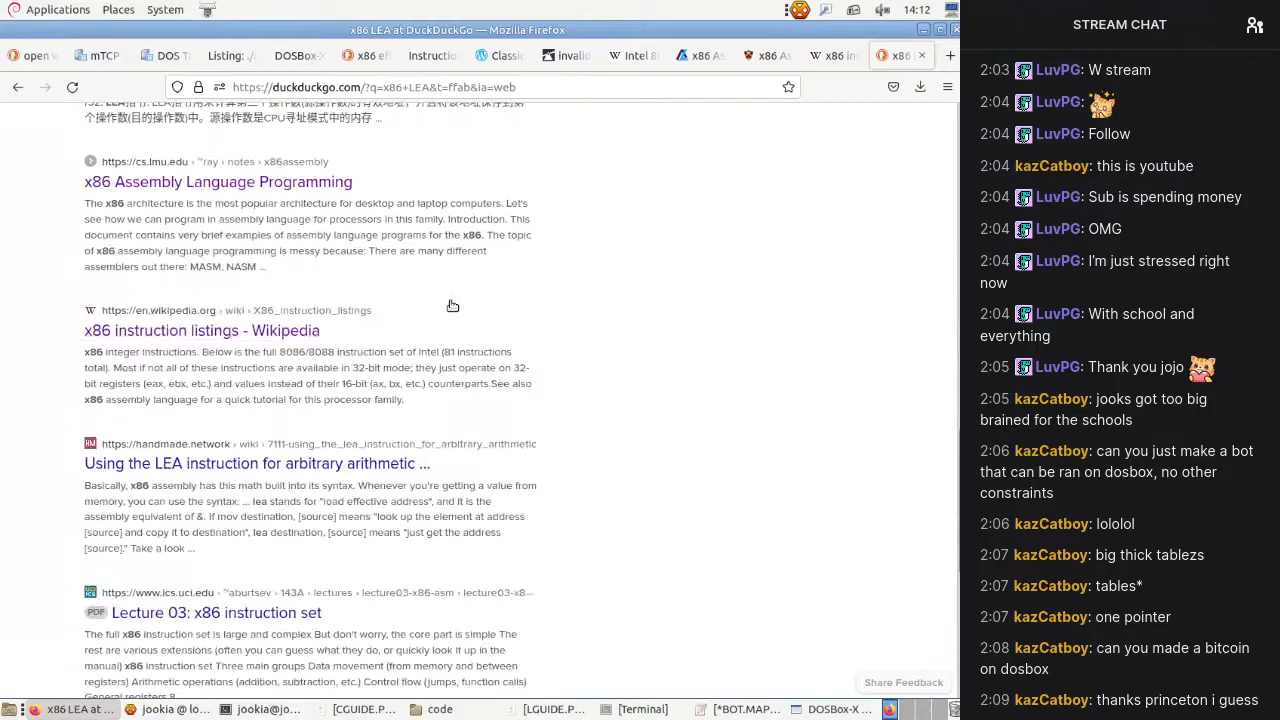 Applications Places System 14:12
x86 LEA at DuckDuckGo — Mozilla Firefox
open w mTCP DOS T Listing: / DOSBox- x86 efl Instruction Classic invalid Intel x86 As x86 As x86 ins x86
https://duckduckgo.com/?q=x86+LEA&t=ffab&ia=web
个操作数(目的操作数)中。源操作数是CPU寻址模式中的内存 ...
https://cs.lmu.edu › ~ray › notes › x86assembly
x86 Assembly Language Programming
The x86 architecture is the most popular architecture for desktop and laptop computers. Let's
see how we can program in assembly language for processors in this family. Introduction. This
document contains very brief examples of assembly language programs for the x86. The topic
of x86 assembly language programming is messy because: There are many different
assemblers out there: MASM, NASM ...
https://en.wikipedia.org › wiki › X86_instruction_listings
x86 instruction listings - Wikipedia
x86 integer instructions. Below is the full 8086/8088 instruction set of Intel (81 instructions
total). Most if not all of these instructions are available in 32-bit mode; they just operate on 32-
bit registers (eax, ebx, etc.) and values instead of their 16-bit (ax, bx, etc.) counterparts.See also
x86 assembly language for a quick tutorial for this processor family.
https://handmade.network › wiki › 7111-using_the_lea_instruction_for_arbitrary_arithmetic
Using the LEA instruction for arbitrary arithmetic ...
Basically, x86 assembly has this math built into its syntax. Whenever you're getting a value from
memory, you can use the syntax: ... lea stands for "load effective address", and it is the
assembly equivalent of &. If mov destination, [source] means "look up the element at address
[source] and copy it to destination", lea destination, [source] means "just get the address
[source]." Take a look ...
https://www.ics.uci.edu › ~aburtsev › 143A › lectures › lecture03-x86-asm › lecture03-x8...
PDF Lecture 03: x86 instruction set
The full x86 instruction set is large and complex But don't worry, the core part is simple The
rest are various extensions (often you can guess what they do, or quickly look it up in the
manual) x86 instruction set Three main groups Data movement (from memory and between
registers) Arithmetic operations (addition, subtraction, etc.) Control flow (jumps, function calls)
General registers 8
Share Feedback
x86 LEA at ... jookia @ lo... jookia@jo... [LGUIDE.P... code [LGUIDE.P... [Terminal] [*BOT.MAP... DOSBox-X ...
STREAM CHAT
2:03 LuvPG: W stream
2:04 LuvPG:
2:04 LuvPG: Follow
2:04 kazCatboy: this is youtube
2:04 LuvPG: Sub is spending money
2:04 LuvPG: OMG
2:04 LuvPG: I'm just stressed right
now
2:04 LuvPG: With school and
everything
2:05 LuvPG: Thank you jojo
2:05 kazCatboy: jooks got too big
brained for the schools
2:06 kazCatboy: can you just make a bot
that can be ran on dosbox, no other
constraints
2:06 kazCatboy: lololol
2:07 kazCatboy: big thick tablezs
2:07 kazCatboy: tables*
2:07 kazCatboy: one pointer
2:08 kazCatboy: can you made a bitcoin
on dosbox
2:09 kazCatboy: thanks princeton i guess